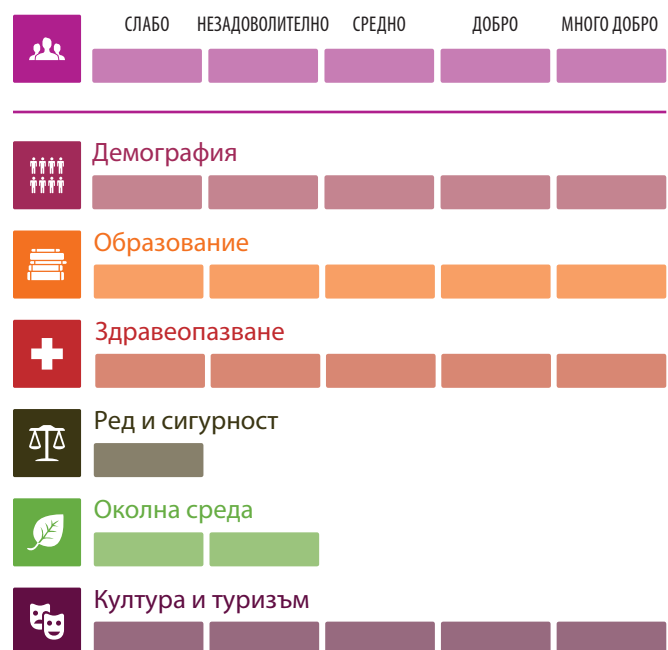 СЛАБО НЕЗАДОВОЛИТЕЛНО СРЕДНО ДОБРО МНОГО ДОБРО
Демография
Образование
Здравеопазване
Ред и сигурност
Околна среда
Култура и туризъм